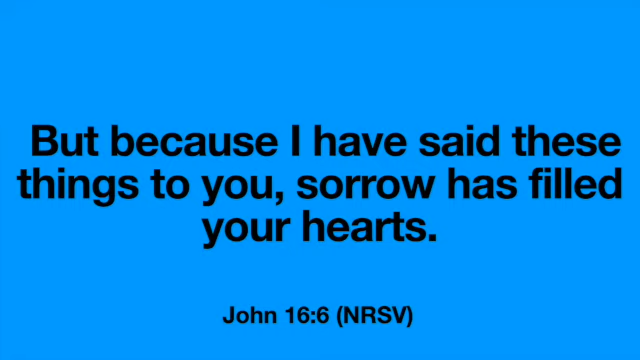 But because I have said these
things to you, sorrow has filled
your hearts.
John 16:6 (NRSV)